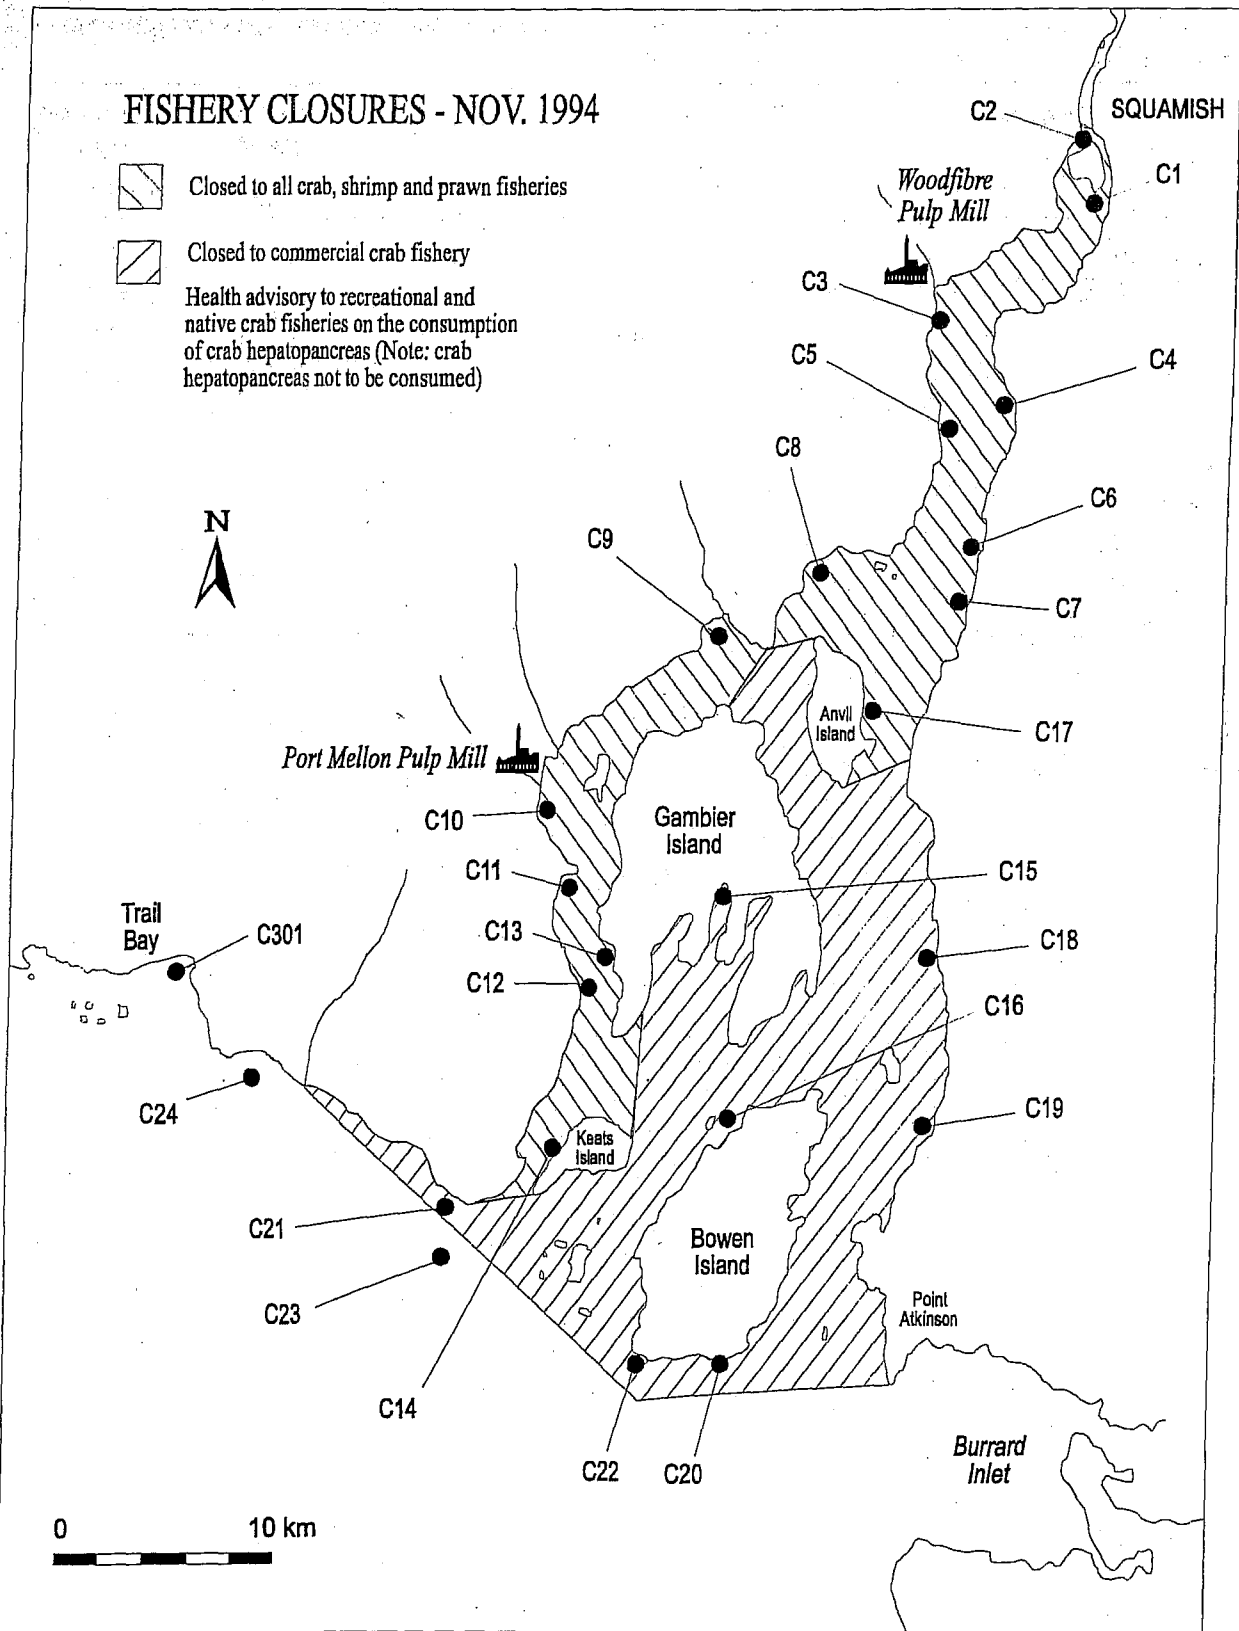 FISHERY CLOSURES - NOV. 1994
Closed to all crab, shrimp and prawn fisheries
Closed to commercial crab fishery
Health advisory to recreational and
native crab fisheries on the consumption
of crab hepatopancreas (Note: crab
hepatopancreas not to be consumed)
C2
SQUAMISH
C1
Woodfibre
Pulp Mill
C3
C5
C4
C8
C6
N
C9
C7
Anvil
Island
C17
Port Mellon Pulp Mill
C10
Gambier
Island
C11
C15
Trail
Bay
C301
C13
C18
C12
C16
C24
C19
Keats
Island
C21
Bowen
Island
C23
Point
Atkinson
C14
C22
C20
Burrard
Inlet
0
10 km